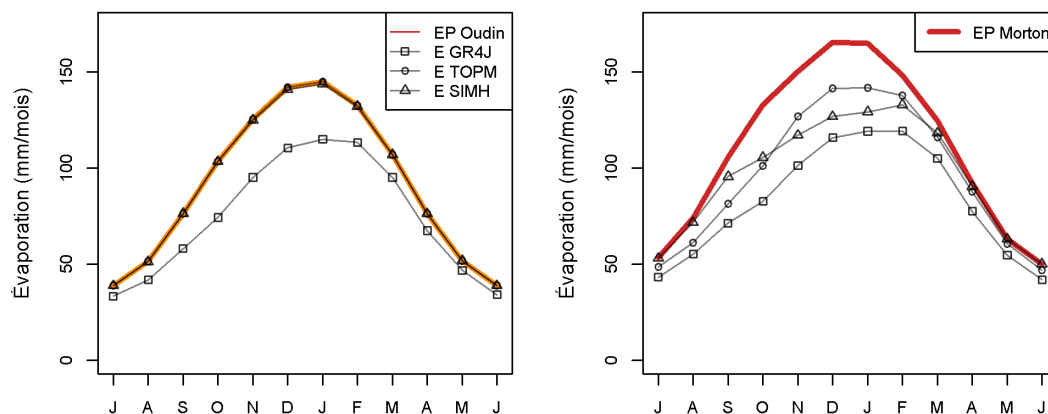 EP Oudin
E GR4J
E TOPM
E SIMH
Évaporation (mm/mois)
150
100
50
0
J A S O N D J F M A M J
EP Morton
Évaporation (mm/mois)
150
100
50
0
J A S O N D J F M A M J